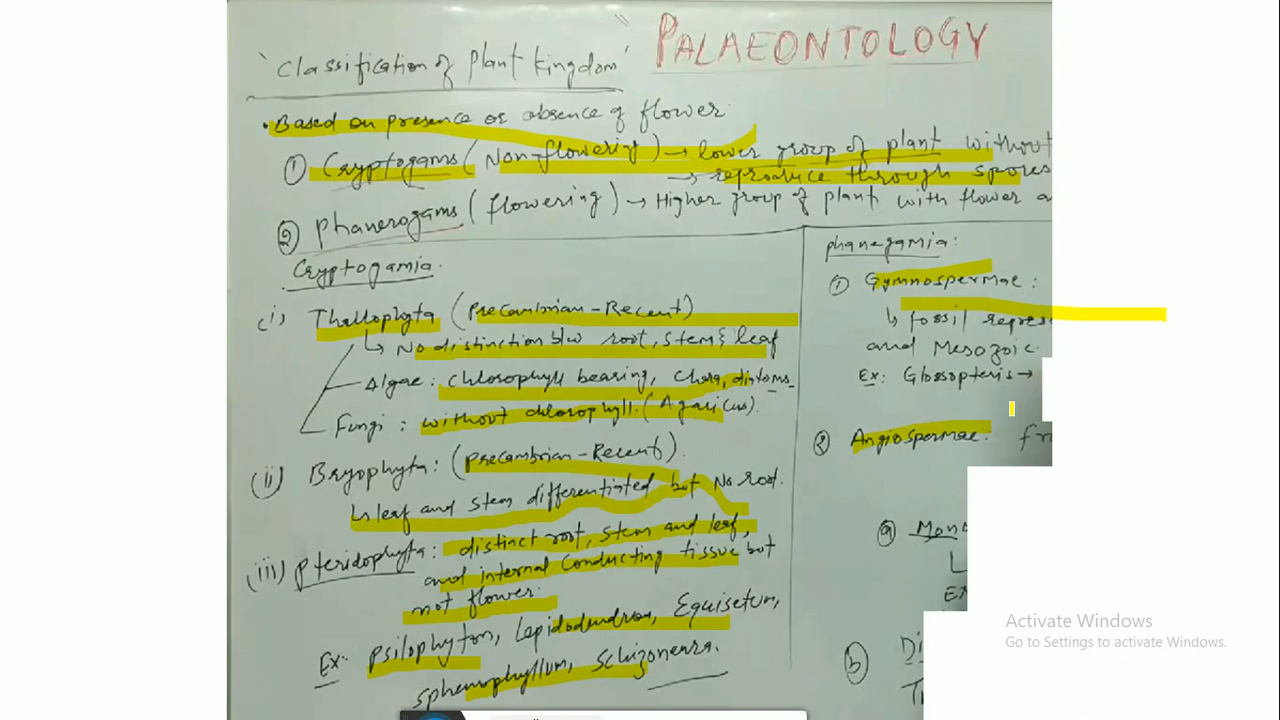 "Classification of Plant Kingdom" PALAEONTOLOGY
• Based on presence or absence of flower.
① Cryptogams (Non-flowering) → lower group of plant without
→ reproduce through spores
② Phanerogams (flowering) → Higher group of plant with flower a
Cryptogamia.
(i) Thallophyta (Precambrian - Recent)
↳ No distinction b/w root, stem & leaf
Algae: chlorophyll bearing, Chara, diatoms
Fungi: without chlorophyll. (Agaricus).
(ii) Bryophyta: (Precambrian - Recent).
↳ leaf and stem differentiated but No root.
(iii) Pteridophyta: distinct root, stem and leaf,
and internal conducting tissue but
not flower.
Ex: Psilophyton, Lepidodendron, Equisetum,
Sphenophyllum, Schizoneura.
Phanegamia:
① Gymnospermae:
↳ fossil repres
and Mesozoic
Ex: Glossopteris →
② Angiospermae: Fr
ⓐ Mono
Ex
ⓑ Di
Activate Windows
Go to Settings to activate Windows.